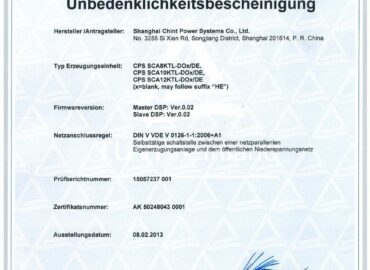 Unbedenklichkeitsbescheinigung
Hersteller /Antragsteller: Shanghai Chint Power Systems Co., Ltd.
No. 3255 Si Xian Rd, Songjiang District, Shanghai 201614, P. R. China
Typ Erzeugungseinheit: CPS SCA8KTL-DOx/DE,
CPS SCA10KTL-DOx/DE,
CPS SCA12KTL-DOx/DE
(x=blank, may follow suffix "HE")
Firmwareversion: Master DSP: Ver.0.02
Slave DSP: Ver.0.02
Netzanschlussregel: DIN V VDE V 0126-1-1:2006+A1
Selbsttätige schaltstelle zwischen einer netzparallelen
Eigenerzeugungsanlage und dem öffentlichen Niederspannungsnetz
Prüfberichtnummer: 15057237 001
Zertifikatsnummer: AK 50248043 0001
Ausstellungsdatum: 08.02.2013